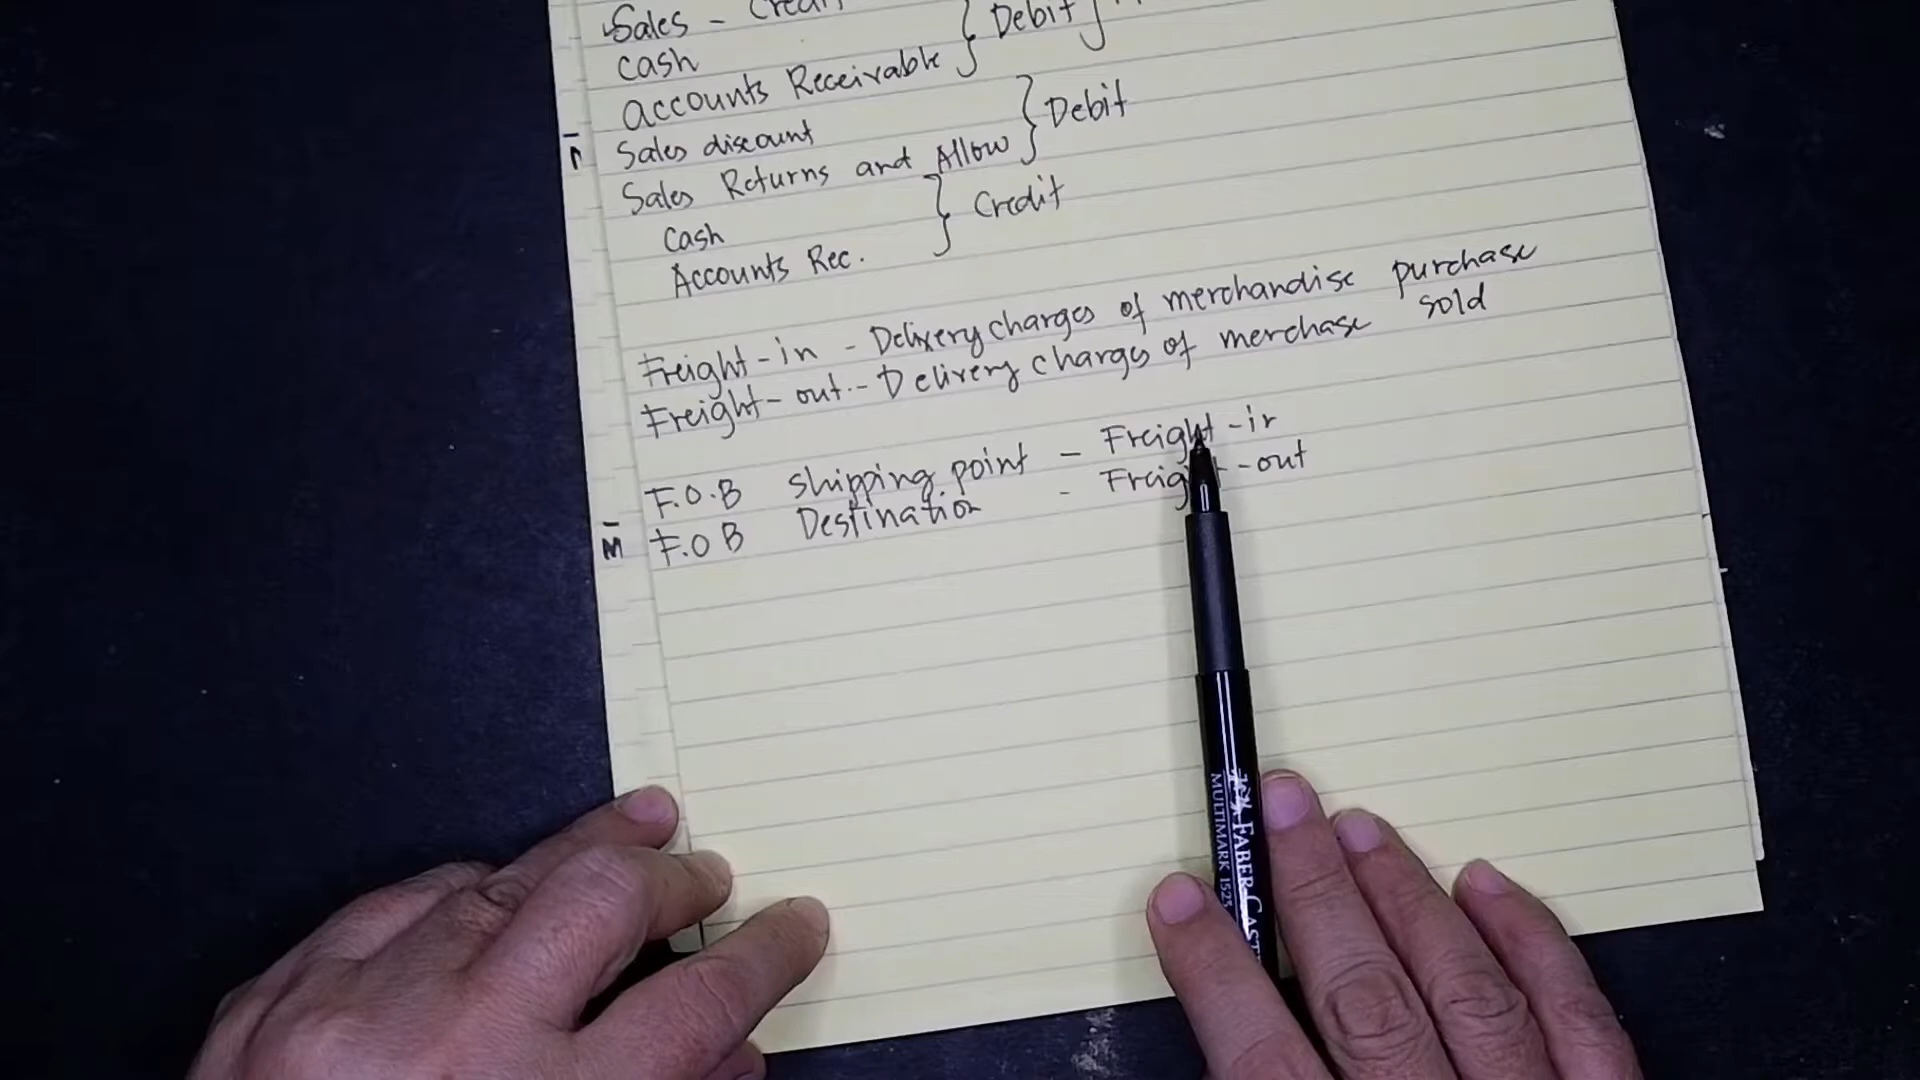 Sales - Credit
Cash
Accounts Receivable } Debit
Sales discount
Sales Returns and Allow } Debit
Cash
Accounts Rec. } Credit
Freight-in - Delivery charges of merchandise purchase
Freight-out - Delivery charges of merchase sold
F.O.B Shipping point - Freight-in
F.O B Destination - Freight-out
FABER-CAST
MULTIMARK 1523